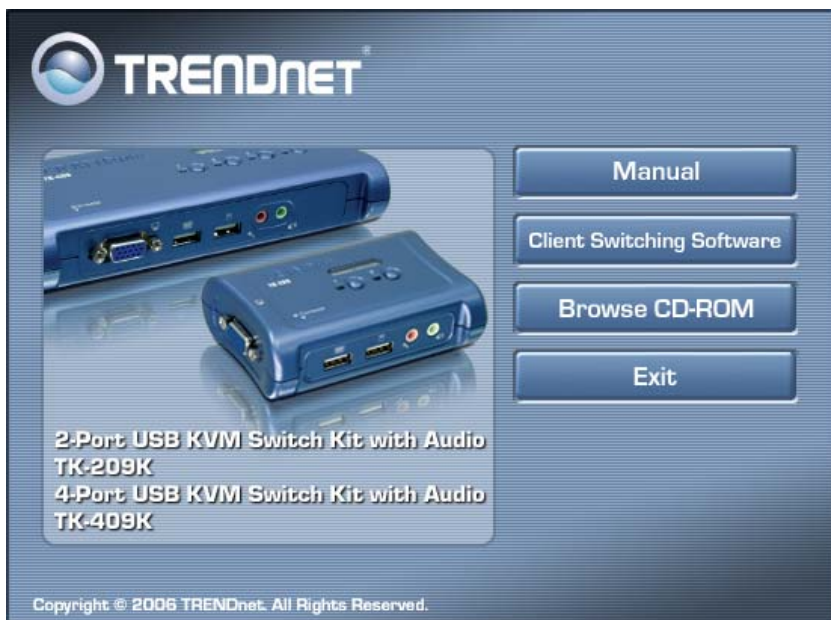 TRENDNET®
Manual
Client Switching Software
Browse CD-ROM
Exit
2-Port USB KVM Switch Kit with Audio
TK-209K
4-Port USB KVM Switch Kit with Audio
TK-409K
Copyright © 2006 TRENDnet. All Rights Reserved.